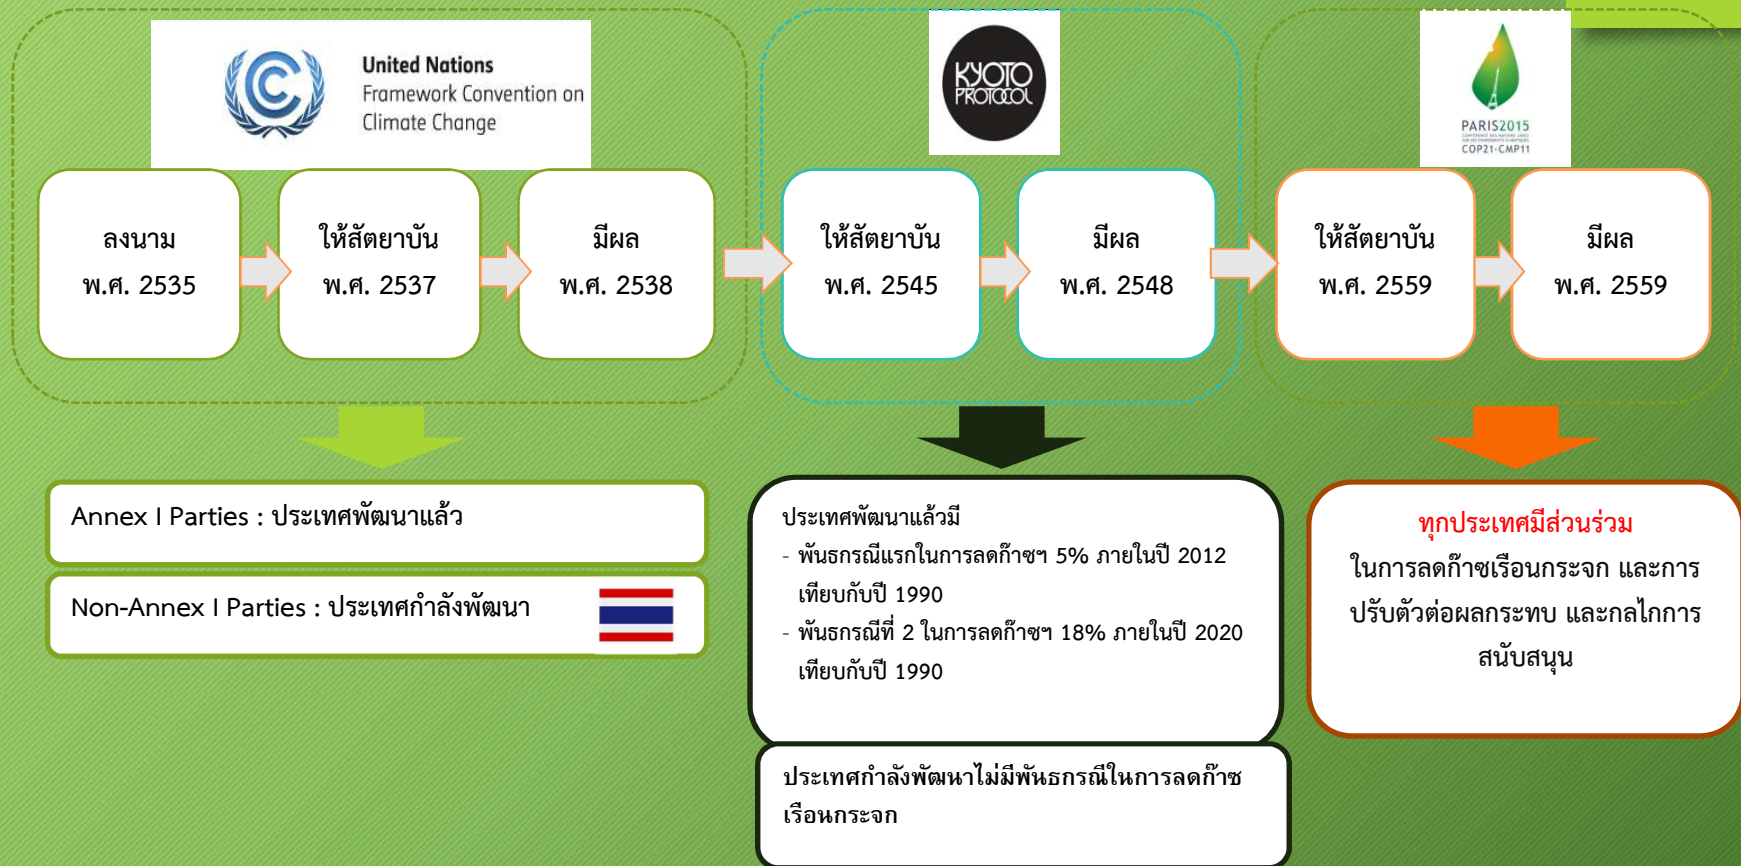 United Nations
Framework Convention on
Climate Change
KYOTO
PROTOCOL
PARIS2015
COP21·CMP11
ลงนาม
พ.ศ. 2535
ให้สัตยาบัน
พ.ศ. 2537
มีผล
พ.ศ. 2538
ให้สัตยาบัน
พ.ศ. 2545
มีผล
พ.ศ. 2548
ให้สัตยาบัน
พ.ศ. 2559
มีผล
พ.ศ. 2559
Annex I Parties : ประเทศพัฒนาแล้ว
Non-Annex I Parties : ประเทศกำลังพัฒนา
ประเทศพัฒนาแล้วมี
- พันธกรณีแรกในการลดก๊าซฯ 5% ภายในปี 2012
เทียบกับปี 1990
- พันธกรณีที่ 2 ในการลดก๊าซฯ 18% ภายในปี 2020
เทียบกับปี 1990
ประเทศกำลังพัฒนาไม่มีพันธกรณีในการลดก๊าซ
เรือนกระจก
ทุกประเทศมีส่วนร่วม
ในการลดก๊าซเรือนกระจก และการ
ปรับตัวต่อผลกระทบ และกลไกการ
สนับสนุน